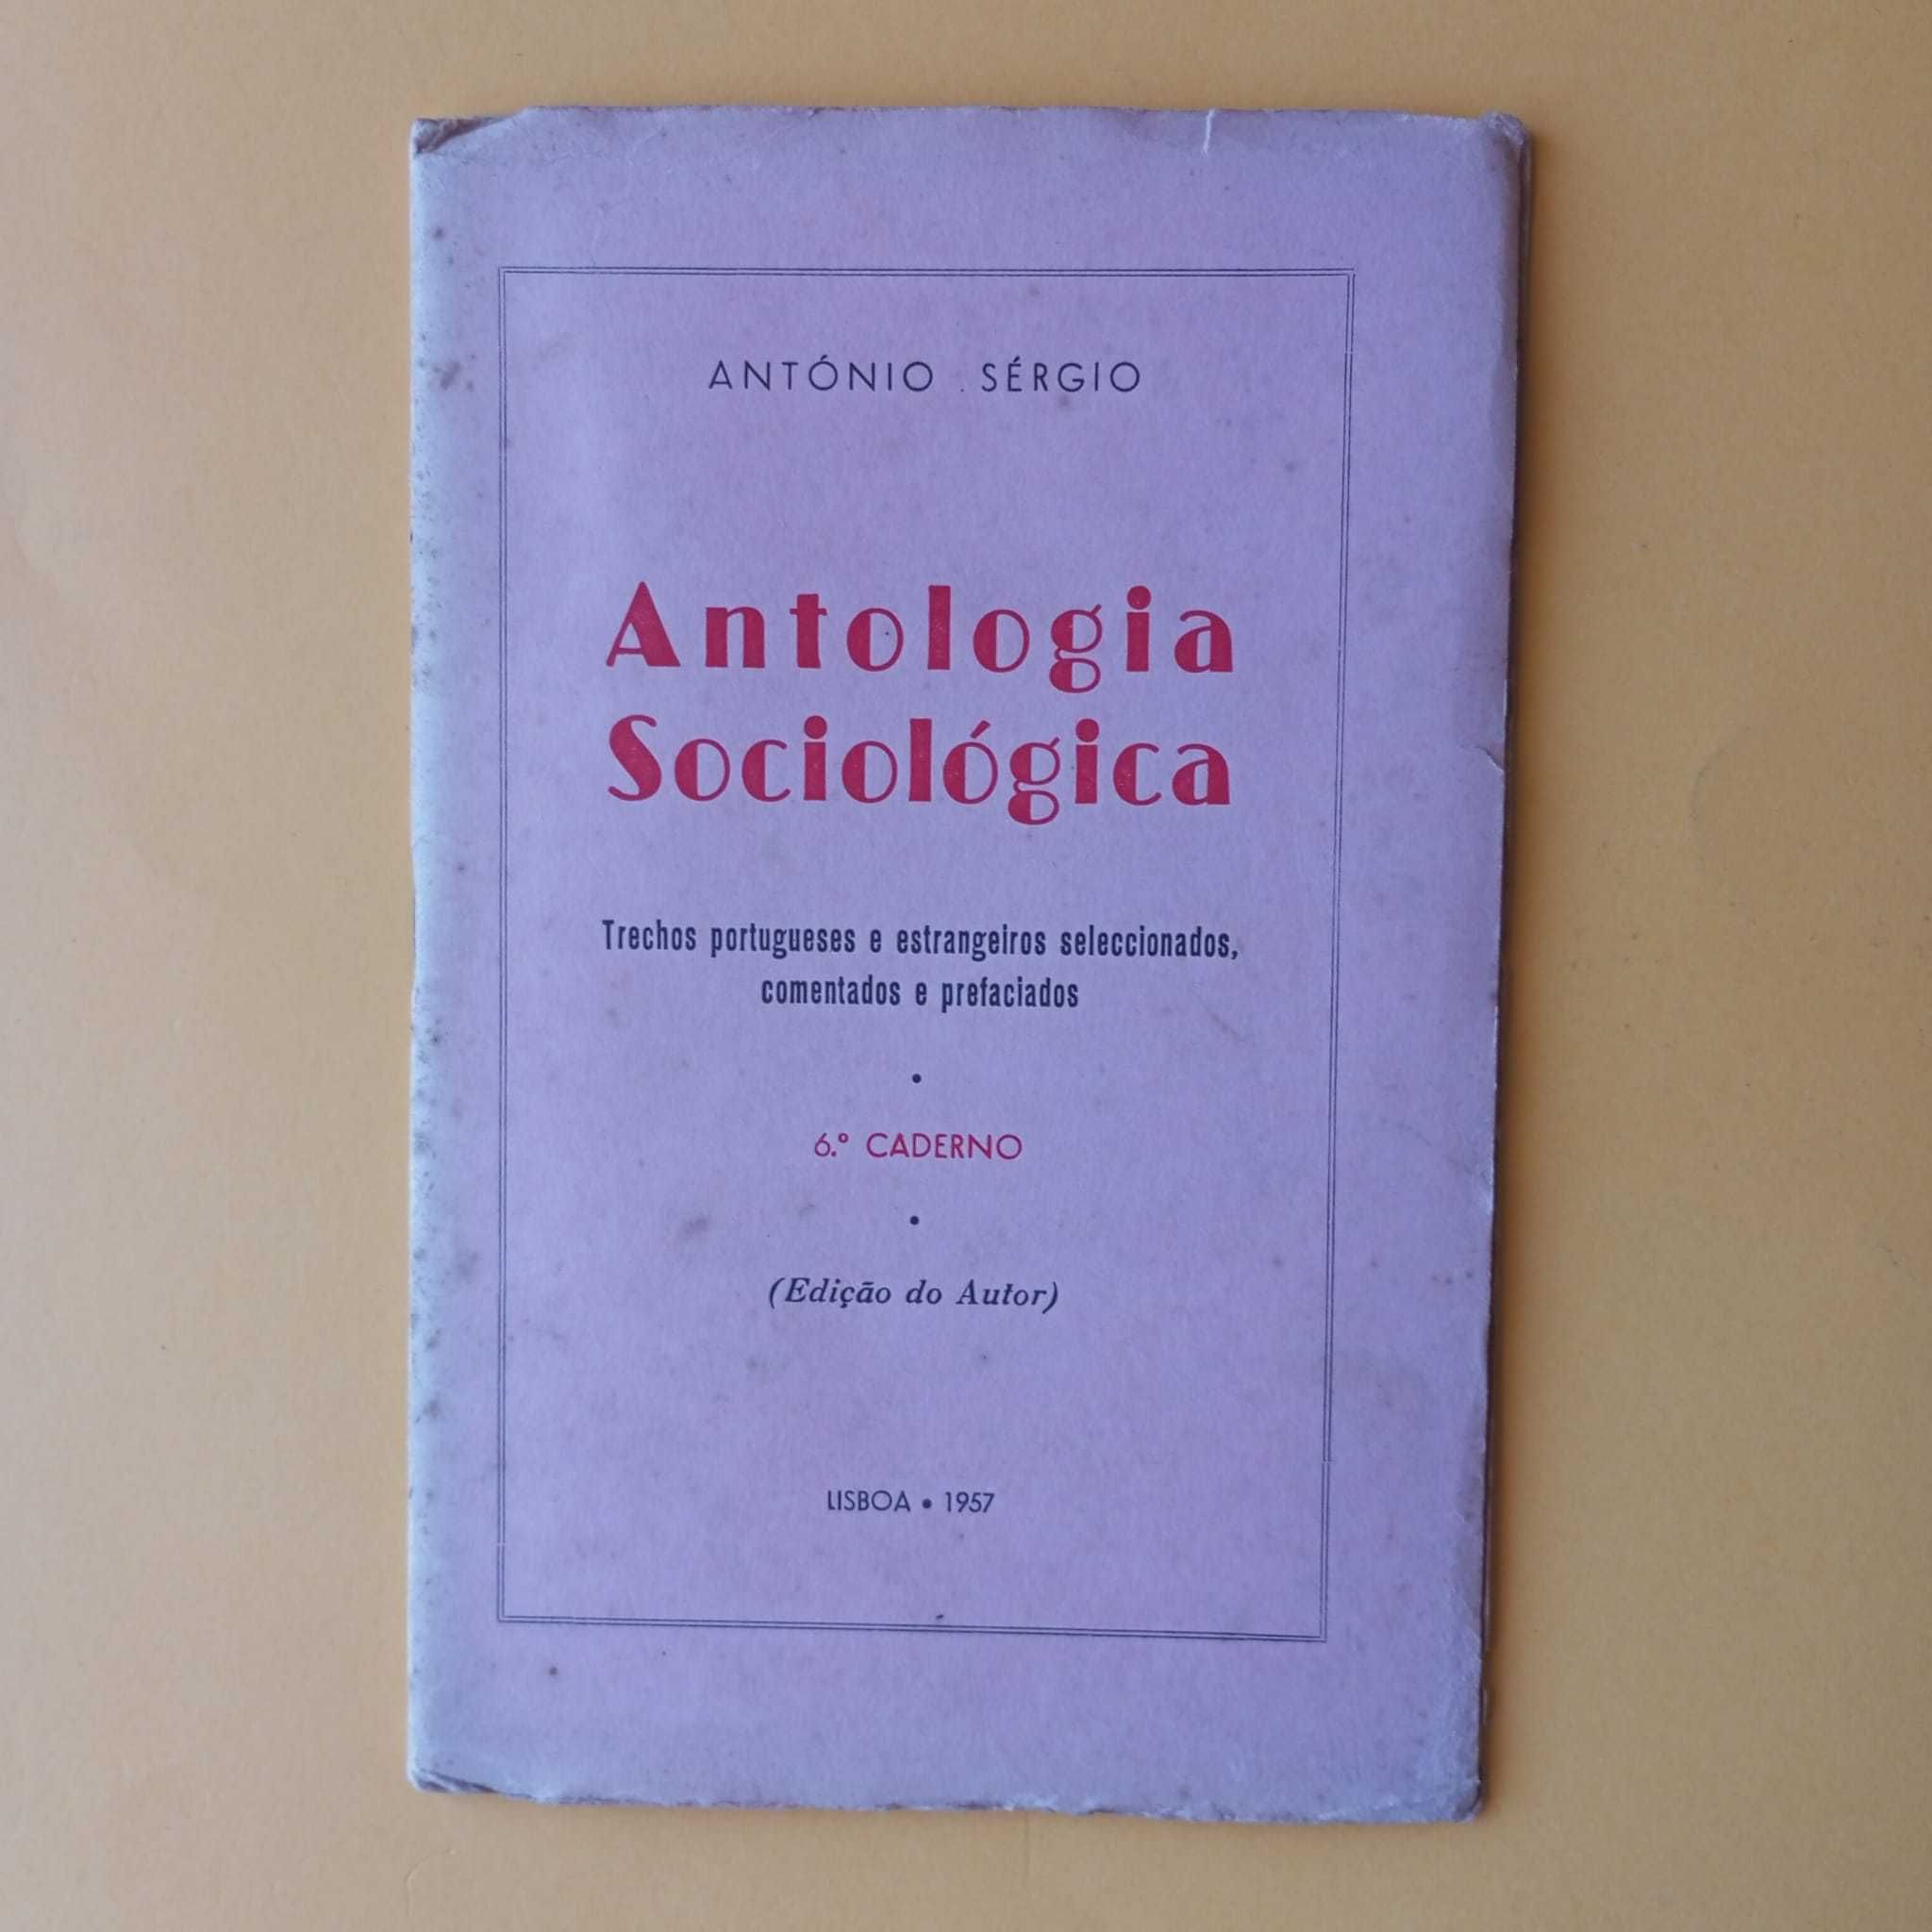 ANTÓNIO SÉRGIO
Antologia
Sociológica
Trechos portugueses e estrangeiros seleccionados,
comentados e prefaciados
•
6.º CADERNO
•
(Edição do Autor)
LISBOA • 1957